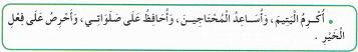 • أُكْرِمُ الْيَتِيمَ، وَأُسَاعِدُ الْمُحْتَاجِينَ، وَأُحَافِظُ عَلَى صَلَوَاتِي، وَأَحْرِصُ عَلَى فِعْلِ
الْخَيْرِ.